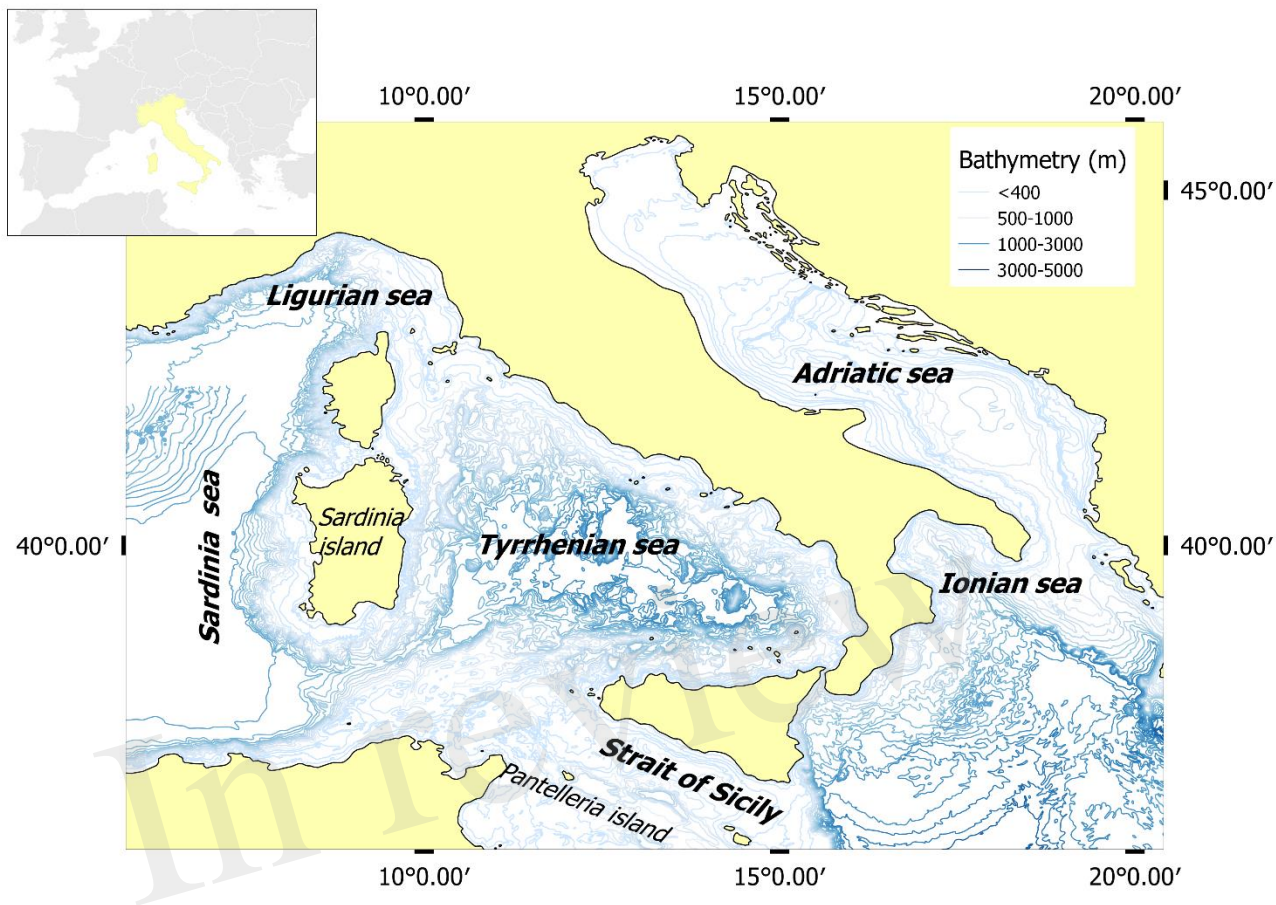 10°0.00′
15°0.00′
20°0.00′
Bathymetry (m)
<400
500-1000
1000-3000
3000-5000
45°0.00′
Ligurian sea
Adriatic sea
Sardinia sea
Sardinia
island
40°0.00′
Tyrrhenian sea
40°0.00′
Ionian sea
Strait of Sicily
Pantelleria island
In review
10°0.00′
15°0.00′
20°0.00′